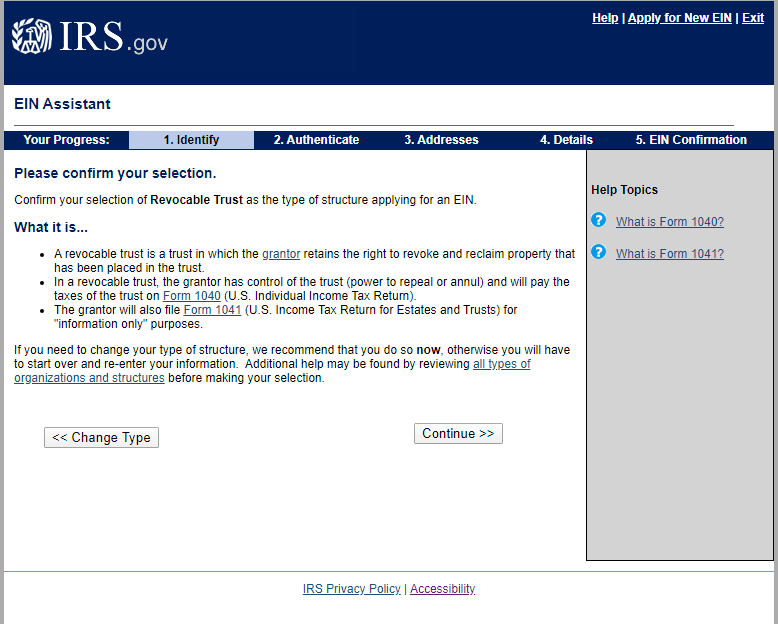 Help | Apply for New EIN | Exit
IRS.gov
EIN Assistant
Your Progress: 1. Identify 2. Authenticate 3. Addresses 4. Details 5. EIN Confirmation
Please confirm your selection.
Confirm your selection of Revocable Trust as the type of structure applying for an EIN.
What it is...
• A revocable trust is a trust in which the grantor retains the right to revoke and reclaim property that
has been placed in the trust.
• In a revocable trust, the grantor has control of the trust (power to repeal or annul) and will pay the
taxes of the trust on Form 1040 (U.S. Individual Income Tax Return).
• The grantor will also file Form 1041 (U.S. Income Tax Return for Estates and Trusts) for
"information only" purposes.
If you need to change your type of structure, we recommend that you do so now, otherwise you will have
to start over and re-enter your information. Additional help may be found by reviewing all types of
organizations and structures before making your selection.
<< Change Type
Continue >>
Help Topics
? What is Form 1040?
? What is Form 1041?
IRS Privacy Policy | Accessibility